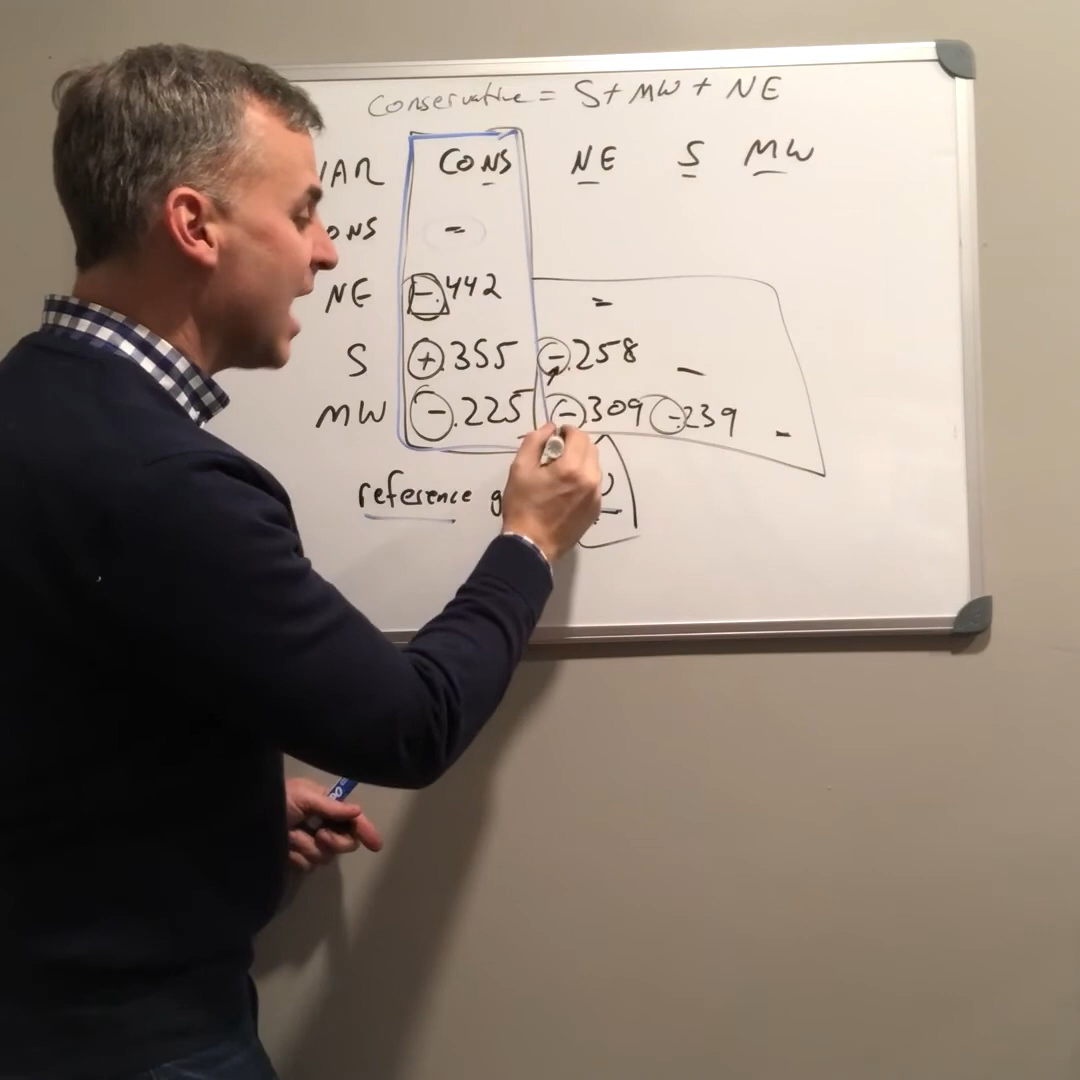 Conservative = S + MW + NE
VAR CONS NE S MW
ONS -
NE -.442 -
S +.355 -.258 -
MW -.225 -.309 -.239 -
reference